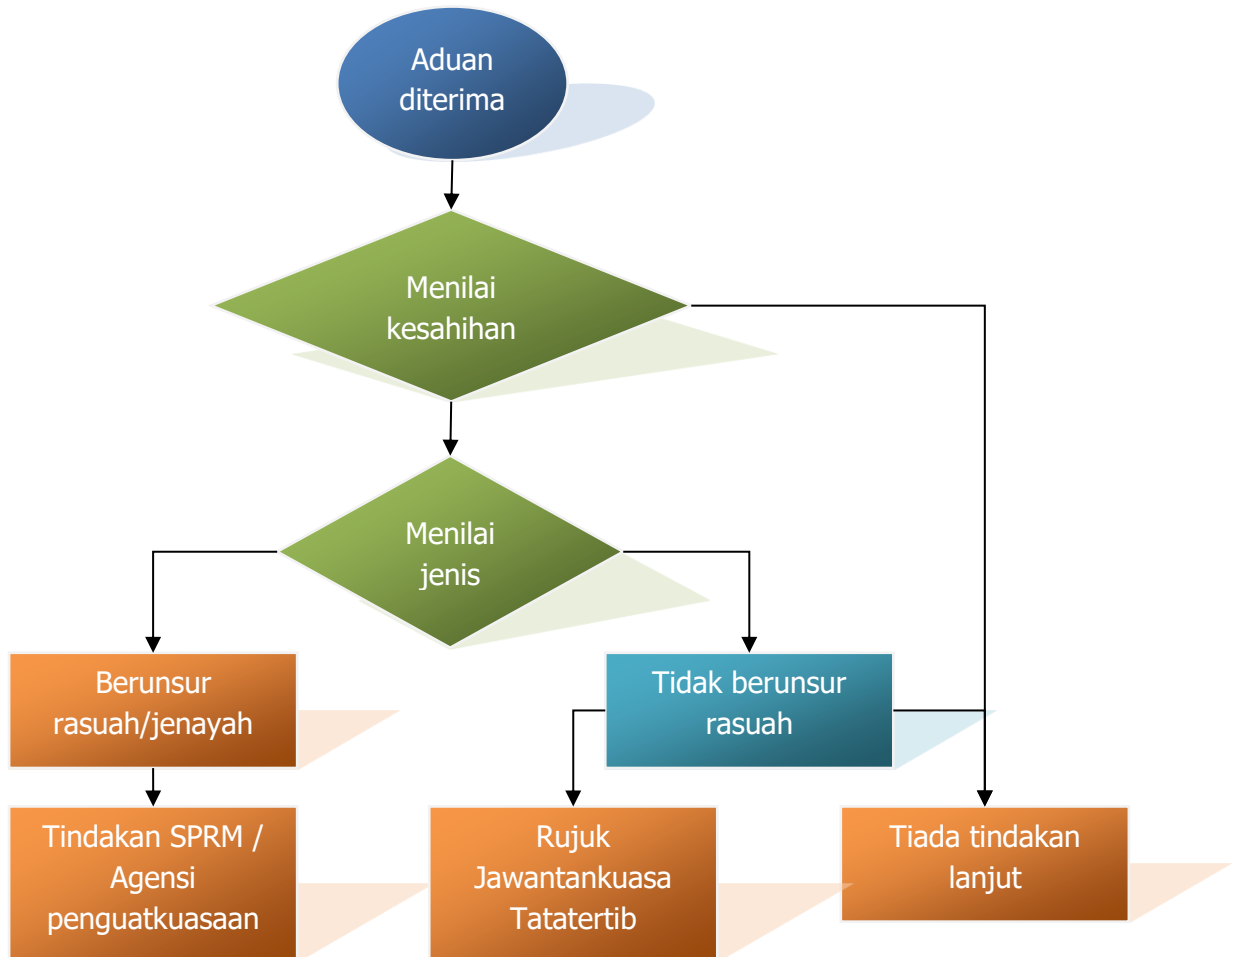 Aduan
diterima
Menilai
kesahihan
Menilai
jenis
Berunsur
rasuah/jenayah
Tidak berunsur
rasuah
Tindakan SPRM /
Agensi
penguatkuasaan
Rujuk
Jawantankuasa
Tatatertib
Tiada tindakan
lanjut